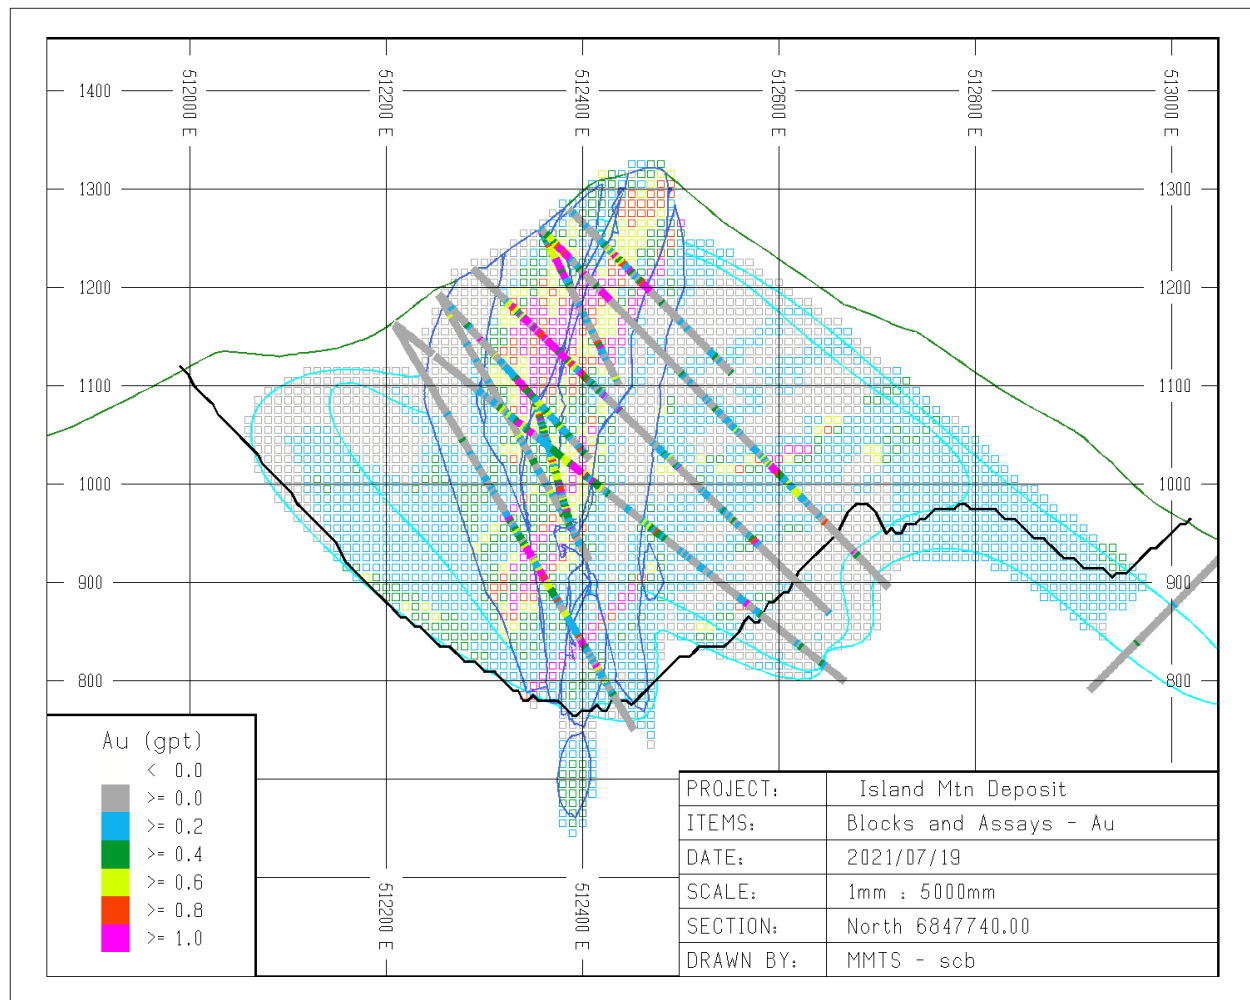 512000 E
512200 E
512400 E
512600 E
512800 E
513000 E
1400
1300 1300
1200 1200
1100 1100
1000 1000
900 900
800 800
Au (gpt)
< 0.0
>= 0.0
>= 0.2
>= 0.4
>= 0.6
>= 0.8
>= 1.0
512200 E
512400 E
PROJECT: Island Mtn Deposit
ITEMS: Blocks and Assays - Au
DATE: 2021/07/19
SCALE: 1mm : 5000mm
SECTION: North 6847740.00
DRAWN BY: MMTS - scb